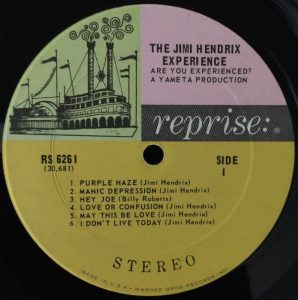 THE JIMI HENDRIX
EXPERIENCE
ARE YOU EXPERIENCED?
A YAMETA PRODUCTION
reprise:®
RS 6261
(30,681)
SIDE
1
1. PURPLE HAZE (Jimi Hendrix)
2. MANIC DEPRESSION (Jimi Hendrix)
3. HEY JOE (Billy Roberts)
4. LOVE OR CONFUSION (Jimi Hendrix)
5. MAY THIS BE LOVE (Jimi Hendrix)
6. I DON'T LIVE TODAY (Jimi Hendrix)
STEREO
MADE IN U.S.A. • WARNER BROS. RECORDS, INC.